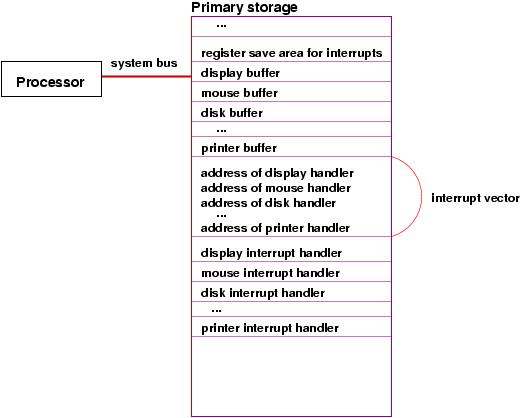 Primary storage
...
register save area for interrupts
system bus
display buffer
Processor
mouse buffer
disk buffer
...
printer buffer
address of display handler
address of mouse handler
address of disk handler
...
address of printer handler
interrupt vector
display interrupt handler
mouse interrupt handler
disk interrupt handler
...
printer interrupt handler